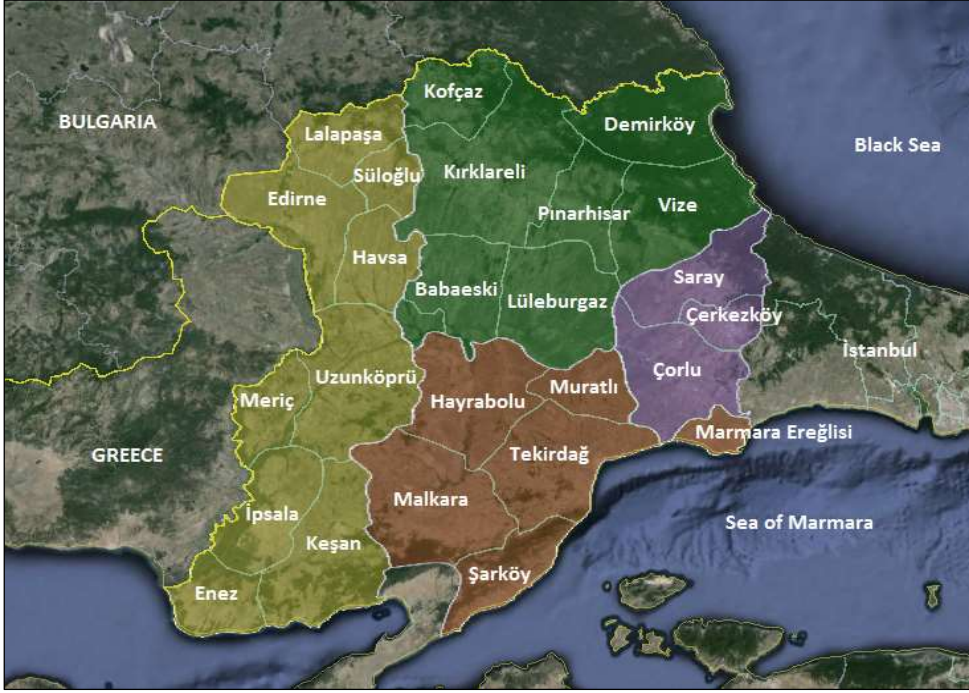 Kofçaz
BULGARIA
Demirköy
Lalapaşa
Black Sea
Süloğlu
Kırklareli
Edirne
Pınarhisar
Vize
Havsa
Saray
Babaeski
Lüleburgaz
Çerkezköy
İstanbul
Uzunköprü
Çorlu
Muratlı
Meriç
Hayrabolu
Marmara Ereğlisi
GREECE
Tekirdağ
Malkara
İpsala
Sea of Marmara
Keşan
Şarköy
Enez